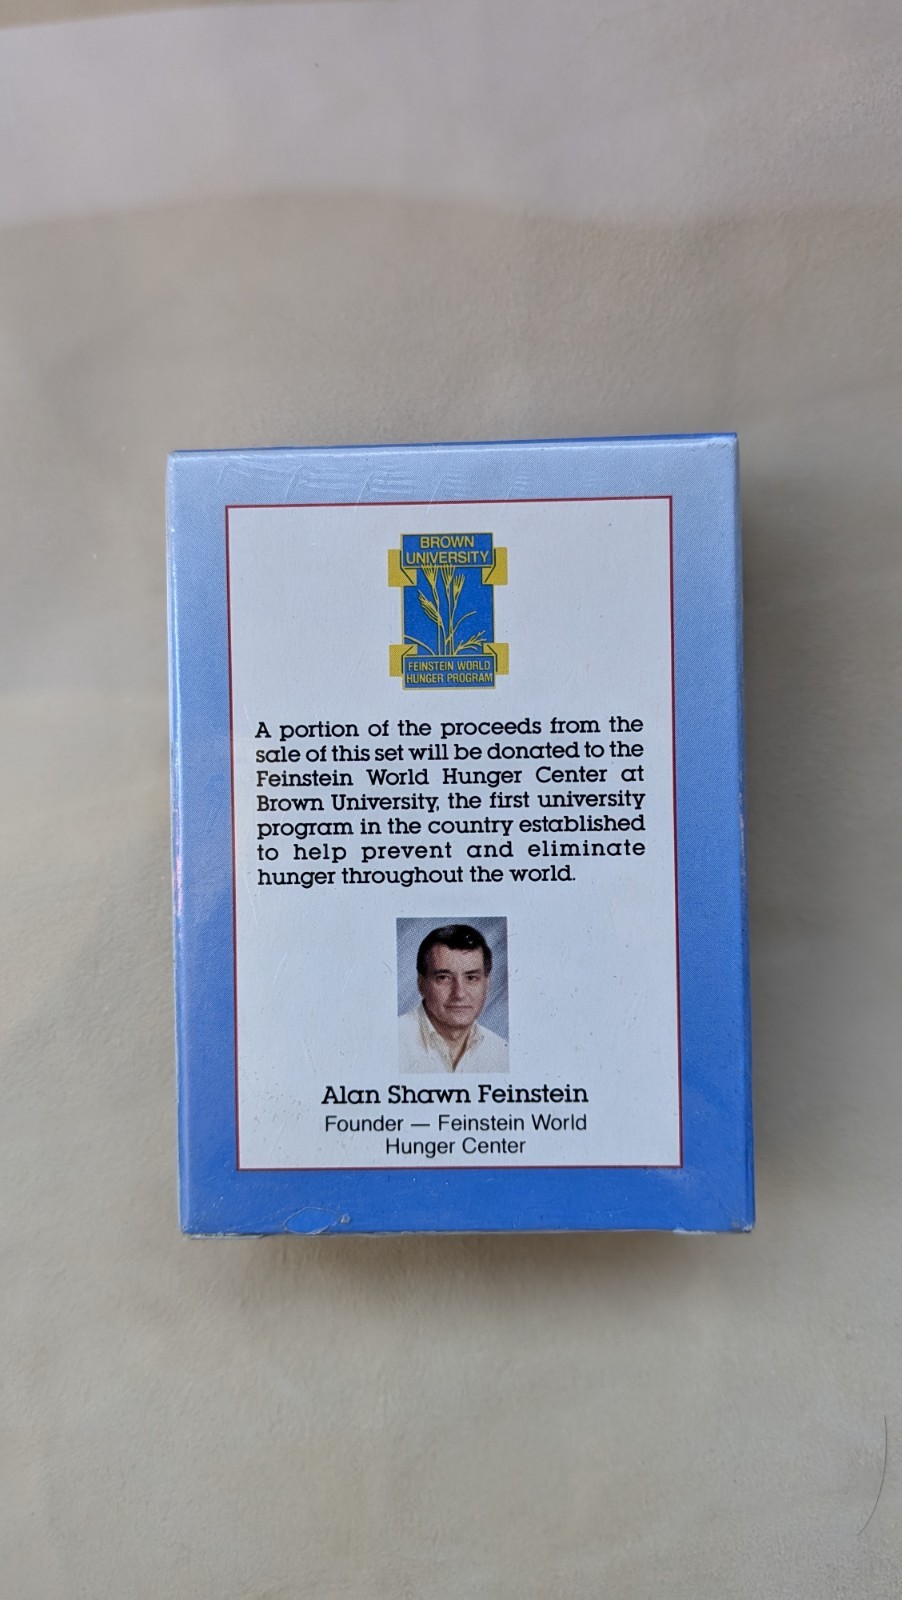 BROWN
UNIVERSITY
FEINSTEIN WORLD
HUNGER PROGRAM
A portion of the proceeds from the
sale of this set will be donated to the
Feinstein World Hunger Center at
Brown University, the first university
program in the country established
to help prevent and eliminate
hunger throughout the world.
Alan Shawn Feinstein
Founder — Feinstein World
Hunger Center